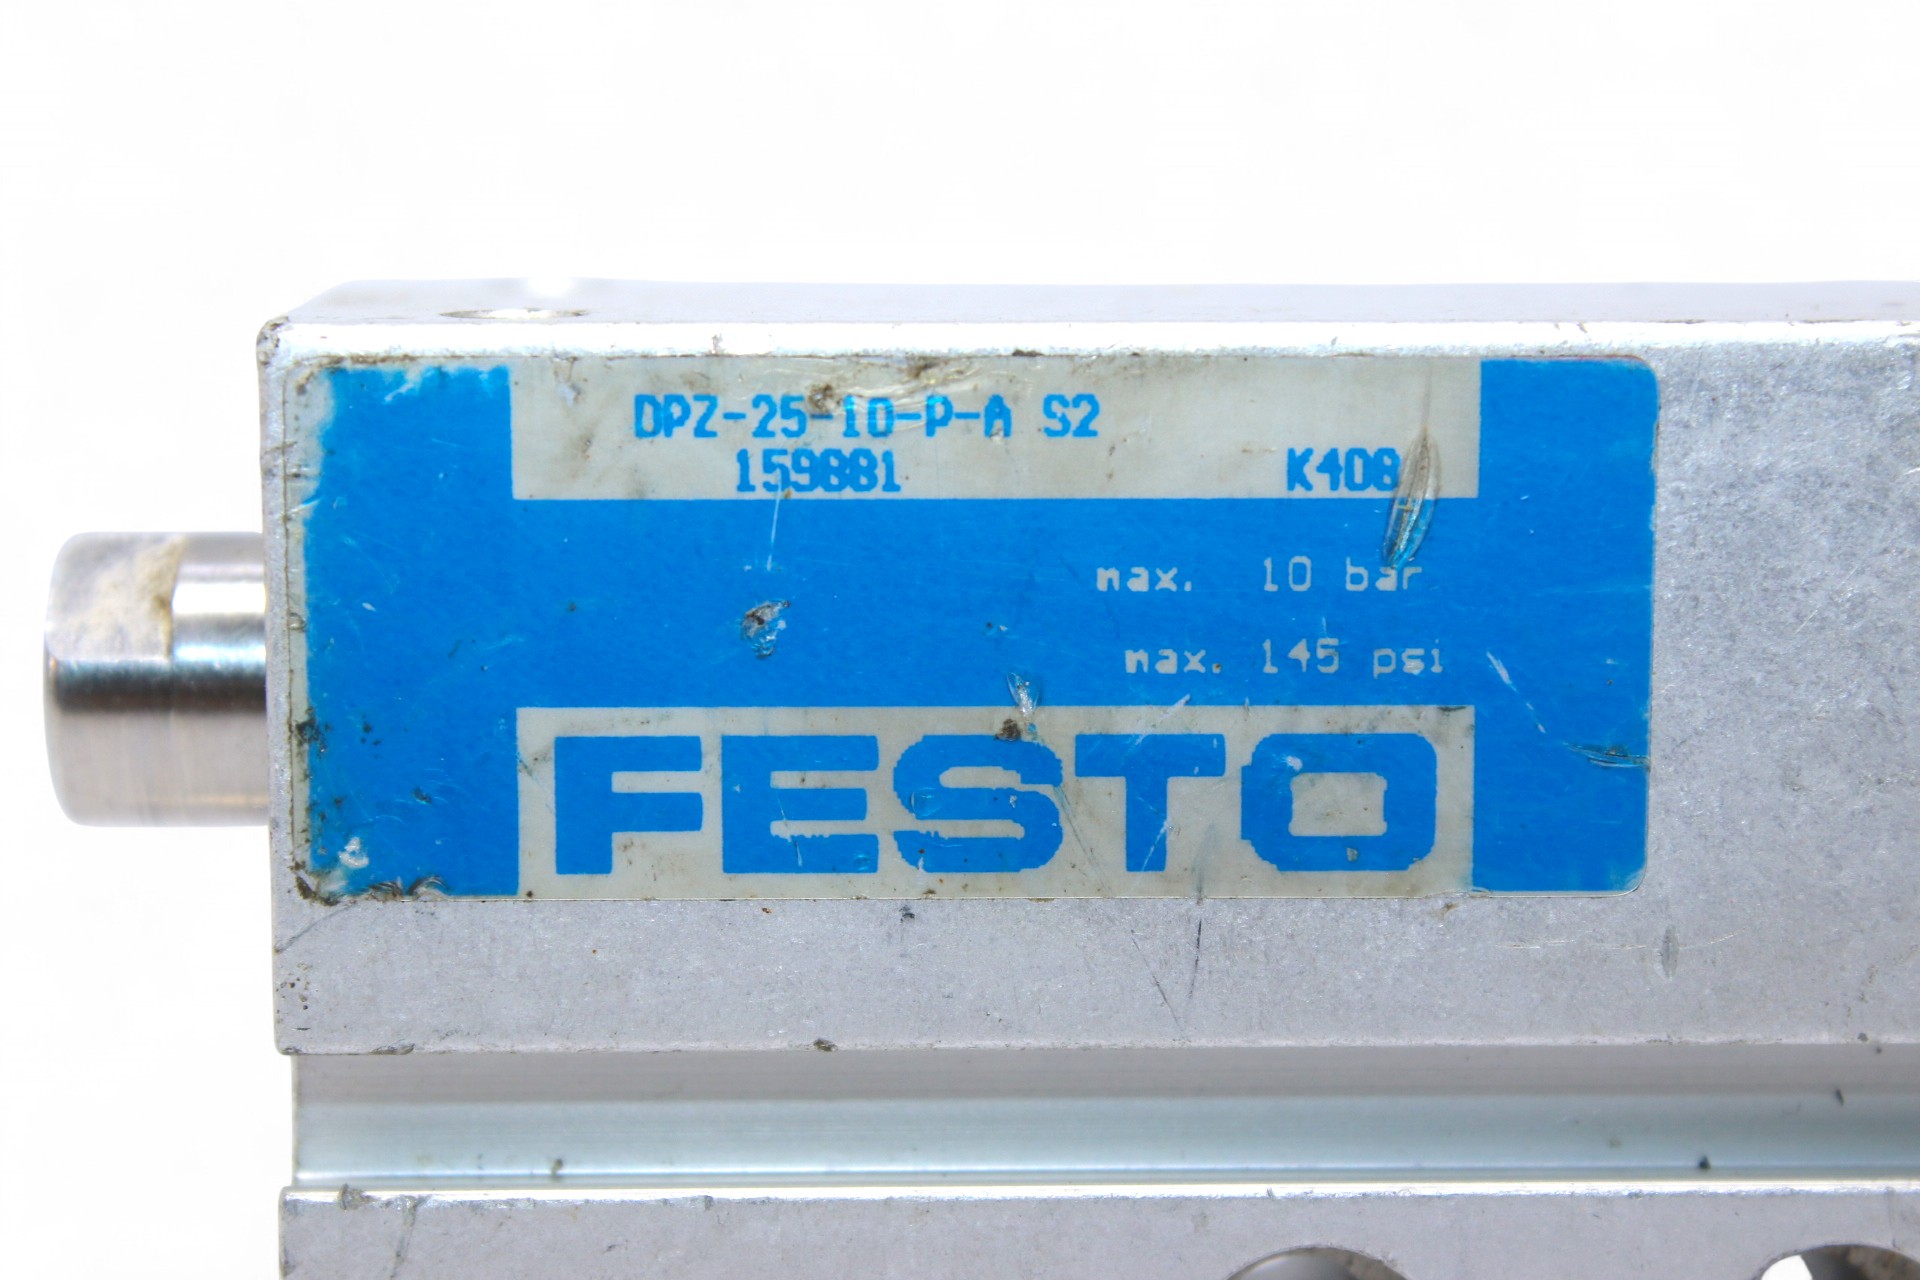 DPZ-25-10-P-A S2
159881 K408
max. 10 bar
max. 145 psi
FESTO